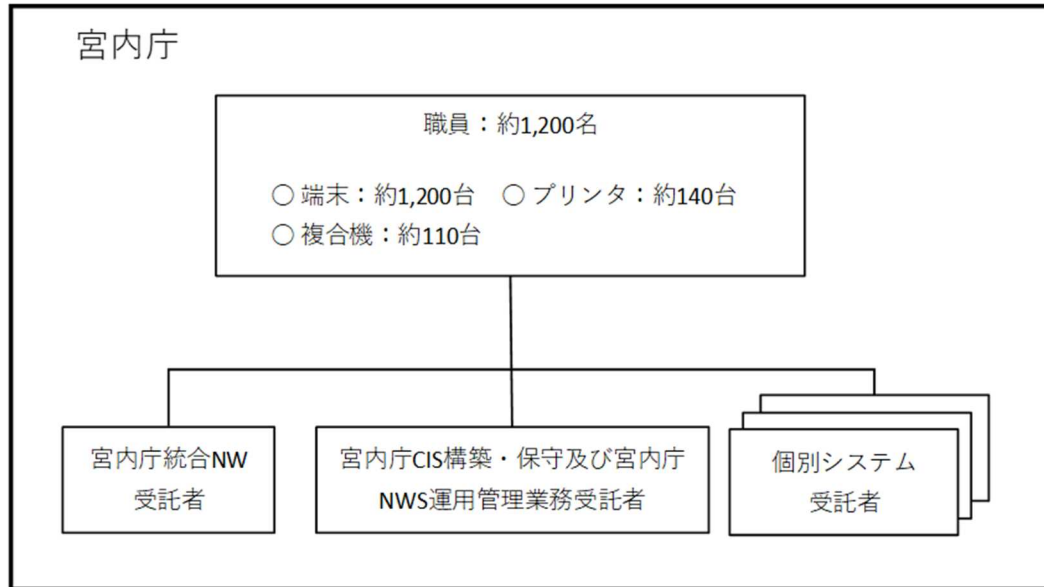 宮内庁
職員：約1,200名
○ 端末：約1,200台　○ プリンタ：約140台
○ 複合機：約110台
宮内庁統合NW
受託者
宮内庁CIS構築・保守及び宮内庁
NWS運用管理業務受託者
個別システム
受託者